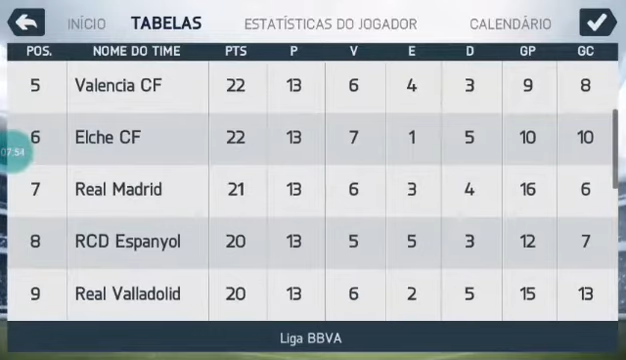 INÍCIO TABELAS ESTATÍSTICAS DO JOGADOR CALENDÁRIO
POS. NOME DO TIME PTS P V E D GP GC
5 Valencia CF 22 13 6 4 3 9 8
6 Elche CF 22 13 7 1 5 10 10
07:54
7 Real Madrid 21 13 6 3 4 16 6
8 RCD Espanyol 20 13 5 5 3 12 7
9 Real Valladolid 20 13 6 2 5 15 13
Liga BBVA